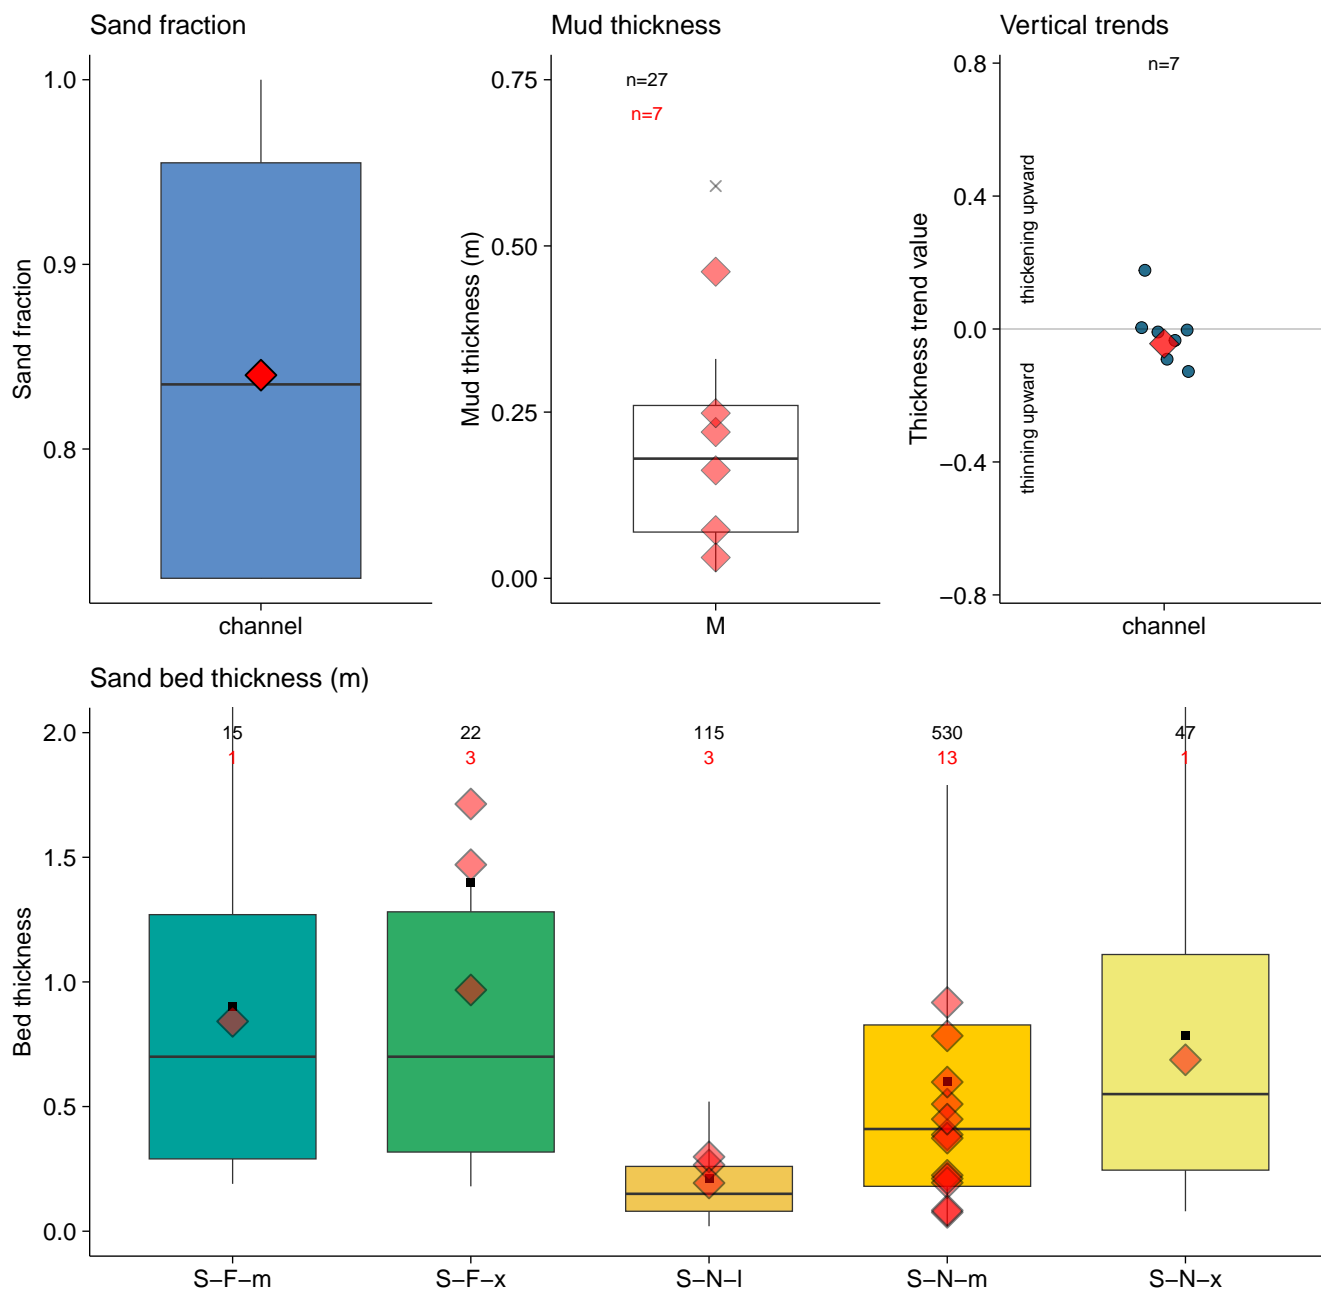 Sand fraction
Mud thickness
Vertical trends
Sand fraction
1.0
0.9
0.8
channel
Mud thickness (m)
0.75
0.50
0.25
0.00
n=27
n=7
M
Thickness trend value
0.8
0.4
0.0
−0.4
−0.8
n=7
thickening upward
thinning upward
channel
Sand bed thickness (m)
Bed thickness
2.0
1.5
1.0
0.5
0.0
15 22 115 530 47
1 3 3 13 1
S−F−m S−F−x S−N−l S−N−m S−N−x